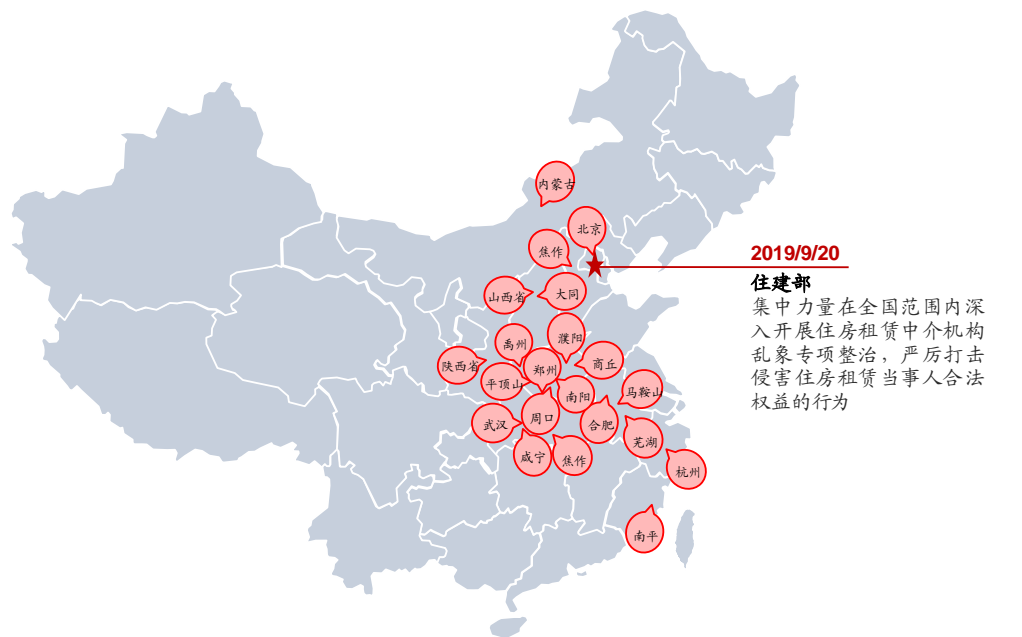 内蒙古
北京
焦作
2019/9/20
住建部
集中力量在全国范围内深
入开展住房租赁中介机构
乱象专项整治，严厉打击
侵害住房租赁当事人合法
权益的行为
山西省
大同
濮阳
禹州
商丘
陕西省
郑州
平顶山
南阳
马鞍山
周口
合肥
武汉
芜湖
咸宁
焦作
杭州
南平